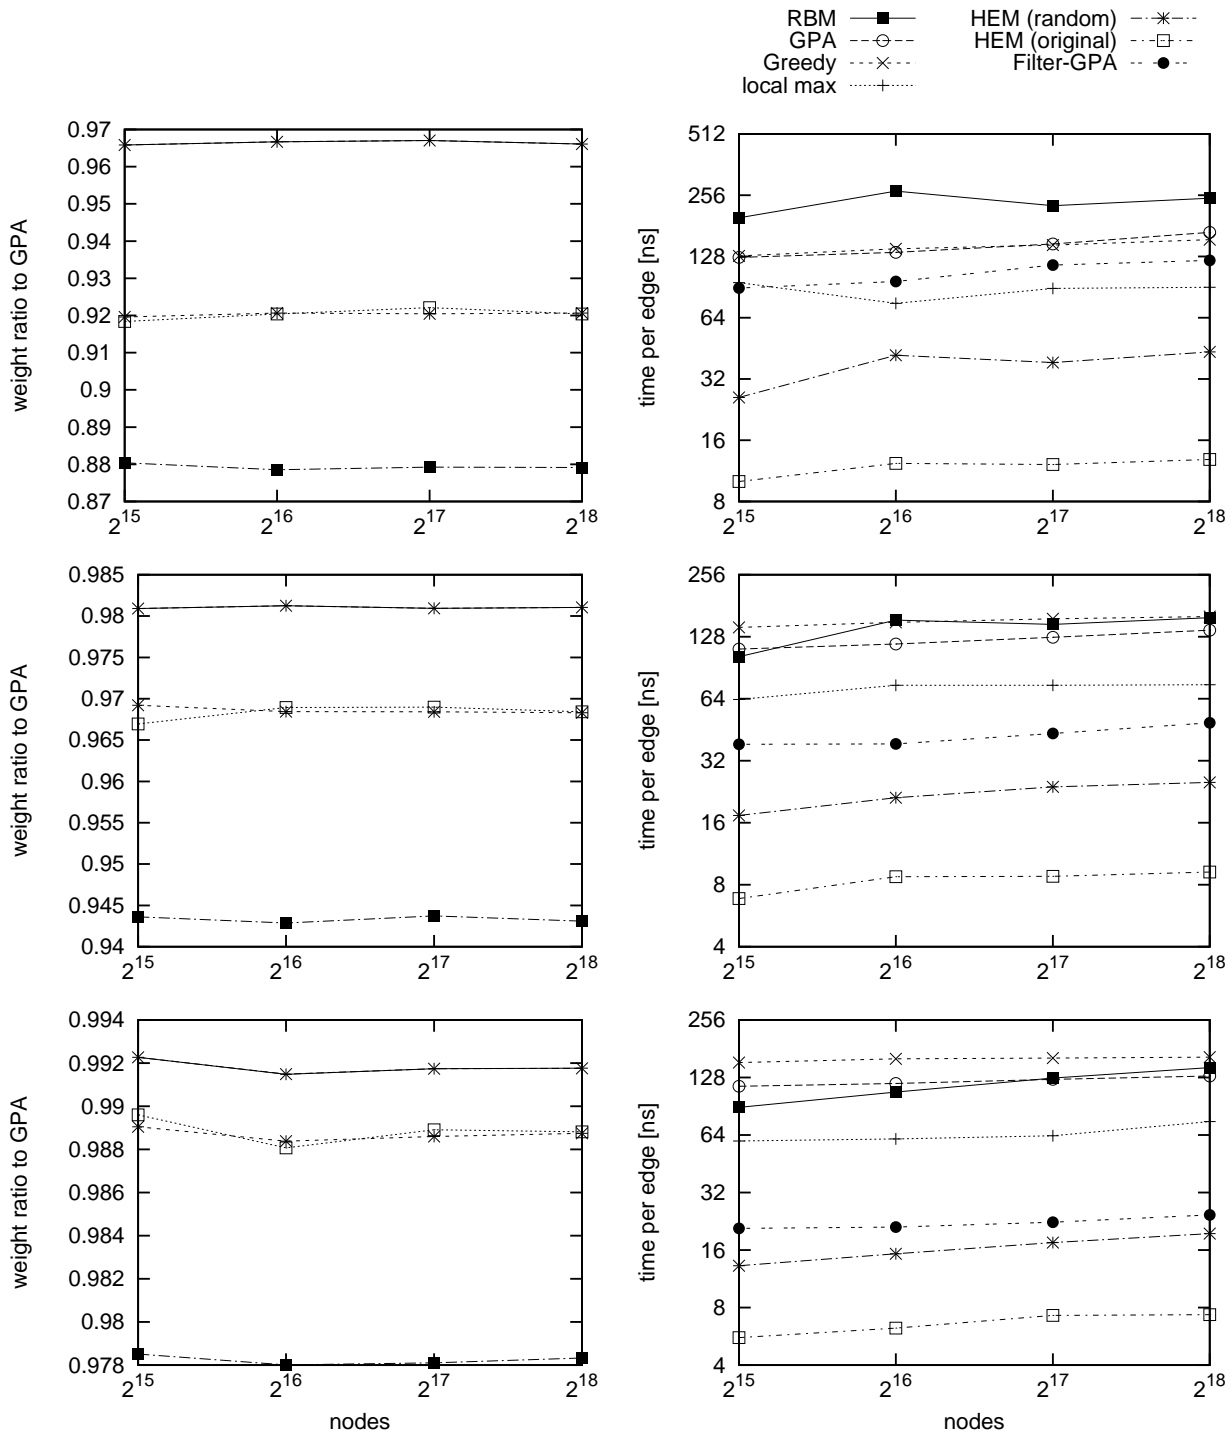 RBM
GPA
Greedy
local max
HEM (random)
HEM (original)
Filter-GPA
weight ratio to GPA
0.97
0.96
0.95
0.94
0.93
0.92
0.91
0.9
0.89
0.88
0.87
2^15 2^16 2^17 2^18
time per edge [ns]
512
256
128
64
32
16
8
2^15 2^16 2^17 2^18
weight ratio to GPA
0.985
0.98
0.975
0.97
0.965
0.96
0.955
0.95
0.945
0.94
2^15 2^16 2^17 2^18
time per edge [ns]
256
128
64
32
16
8
4
2^15 2^16 2^17 2^18
weight ratio to GPA
0.994
0.992
0.99
0.988
0.986
0.984
0.982
0.98
0.978
2^15 2^16 2^17 2^18
nodes
time per edge [ns]
256
128
64
32
16
8
4
2^15 2^16 2^17 2^18
nodes